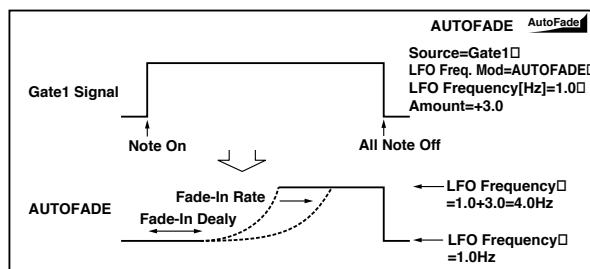 AUTOFADE AutoFade
Source=Gate1□
LFO Freq. Mod=AUTOFADE□
LFO Frequency[Hz]=1.0□
Amount=+3.0
Gate1 Signal
Note On
All Note Off
Fade-In Rate
LFO Frequency□
=1.0+3.0=4.0Hz
AUTOFADE
Fade-In Dealy
LFO Frequency□
=1.0Hz